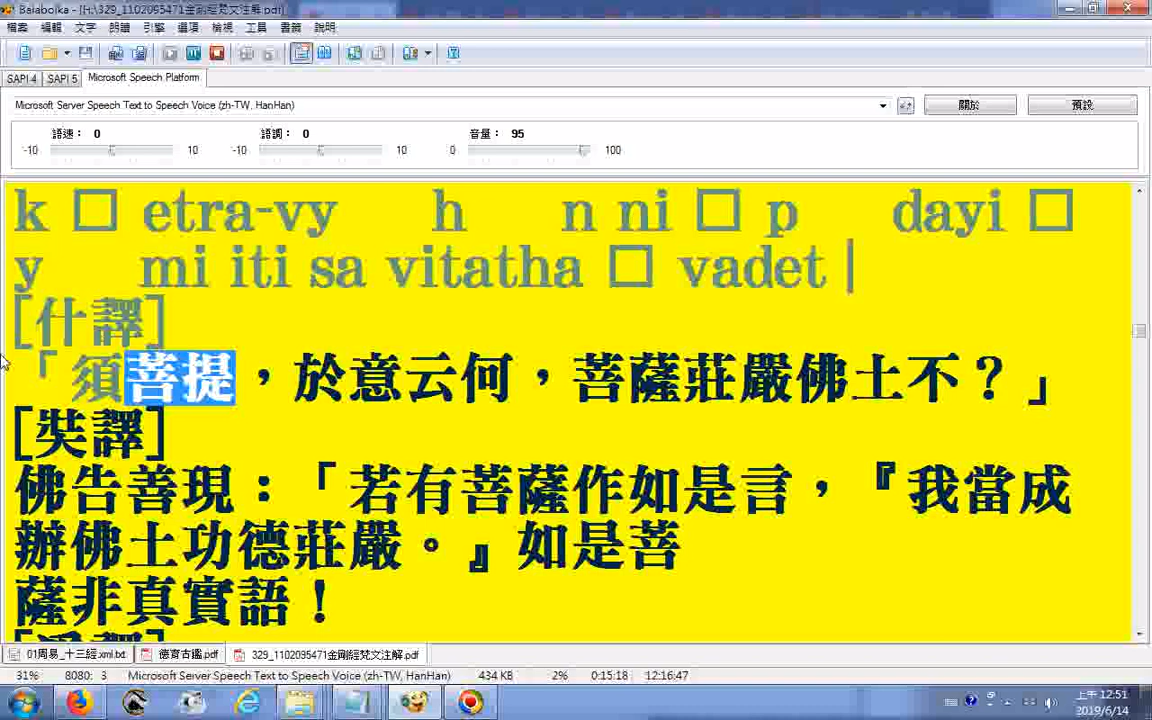 Balabolka - [H:\329_1102095471金剛經梵文注解.pdf]
檔案 編輯 文字 朗讀 引擎 選項 檢視 工具 書籤 說明
SAPI 4 SAPI 5 Microsoft Speech Platform
Microsoft Server Speech Text to Speech Voice (zh-TW, HanHan) 關於 預設
語速： 0 語調： 0 音量： 95
-10 10 -10 10 0 100
k □ etra-vy h n ni □ p dayi □
y mi iti sa vitatha □ vadet |
[什譯]
「須菩提，於意云何，菩薩莊嚴佛土不？」
[奘譯]
佛告善現：「若有菩薩作如是言，『我當成
辦佛土功德莊嚴。』如是菩
薩非真實語！
01周易_十三經.xml.txt 德育古鑑.pdf 329_1102095471金剛經梵文注解.pdf
31% 8080: 3 Microsoft Server Speech Text to Speech Voice (zh-TW, HanHan) 434 KB 2% 0:15:18 12:16:47
上午 12:51
2019/6/14